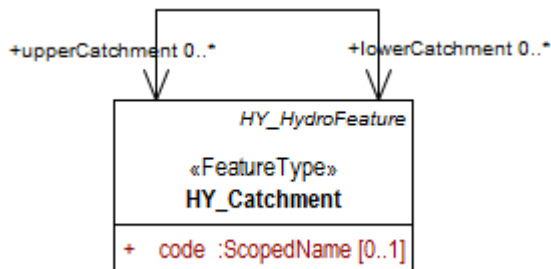 +upperCatchment 0..*
+lowerCatchment 0..*
HY_HydroFeature
«FeatureType»
HY_Catchment
+ code :ScopedName [0..1]